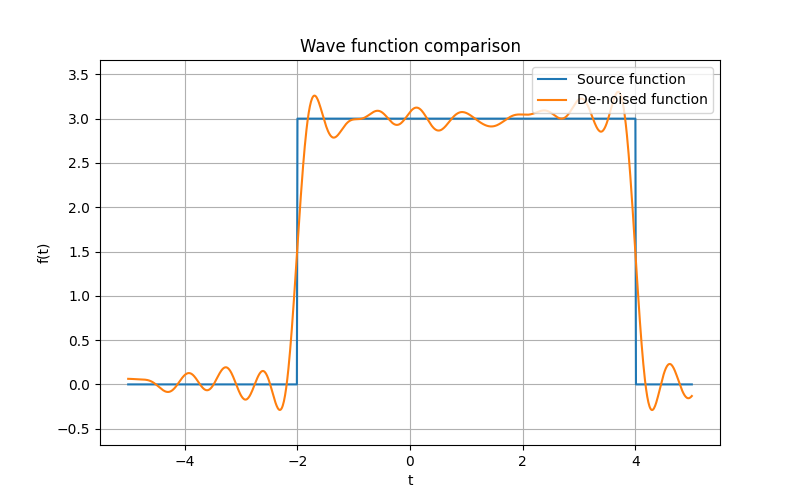 Wave function comparison
Source function
De-noised function
f(t)
3.5
3.0
2.5
2.0
1.5
1.0
0.5
0.0
−0.5
−4 −2 0 2 4
t